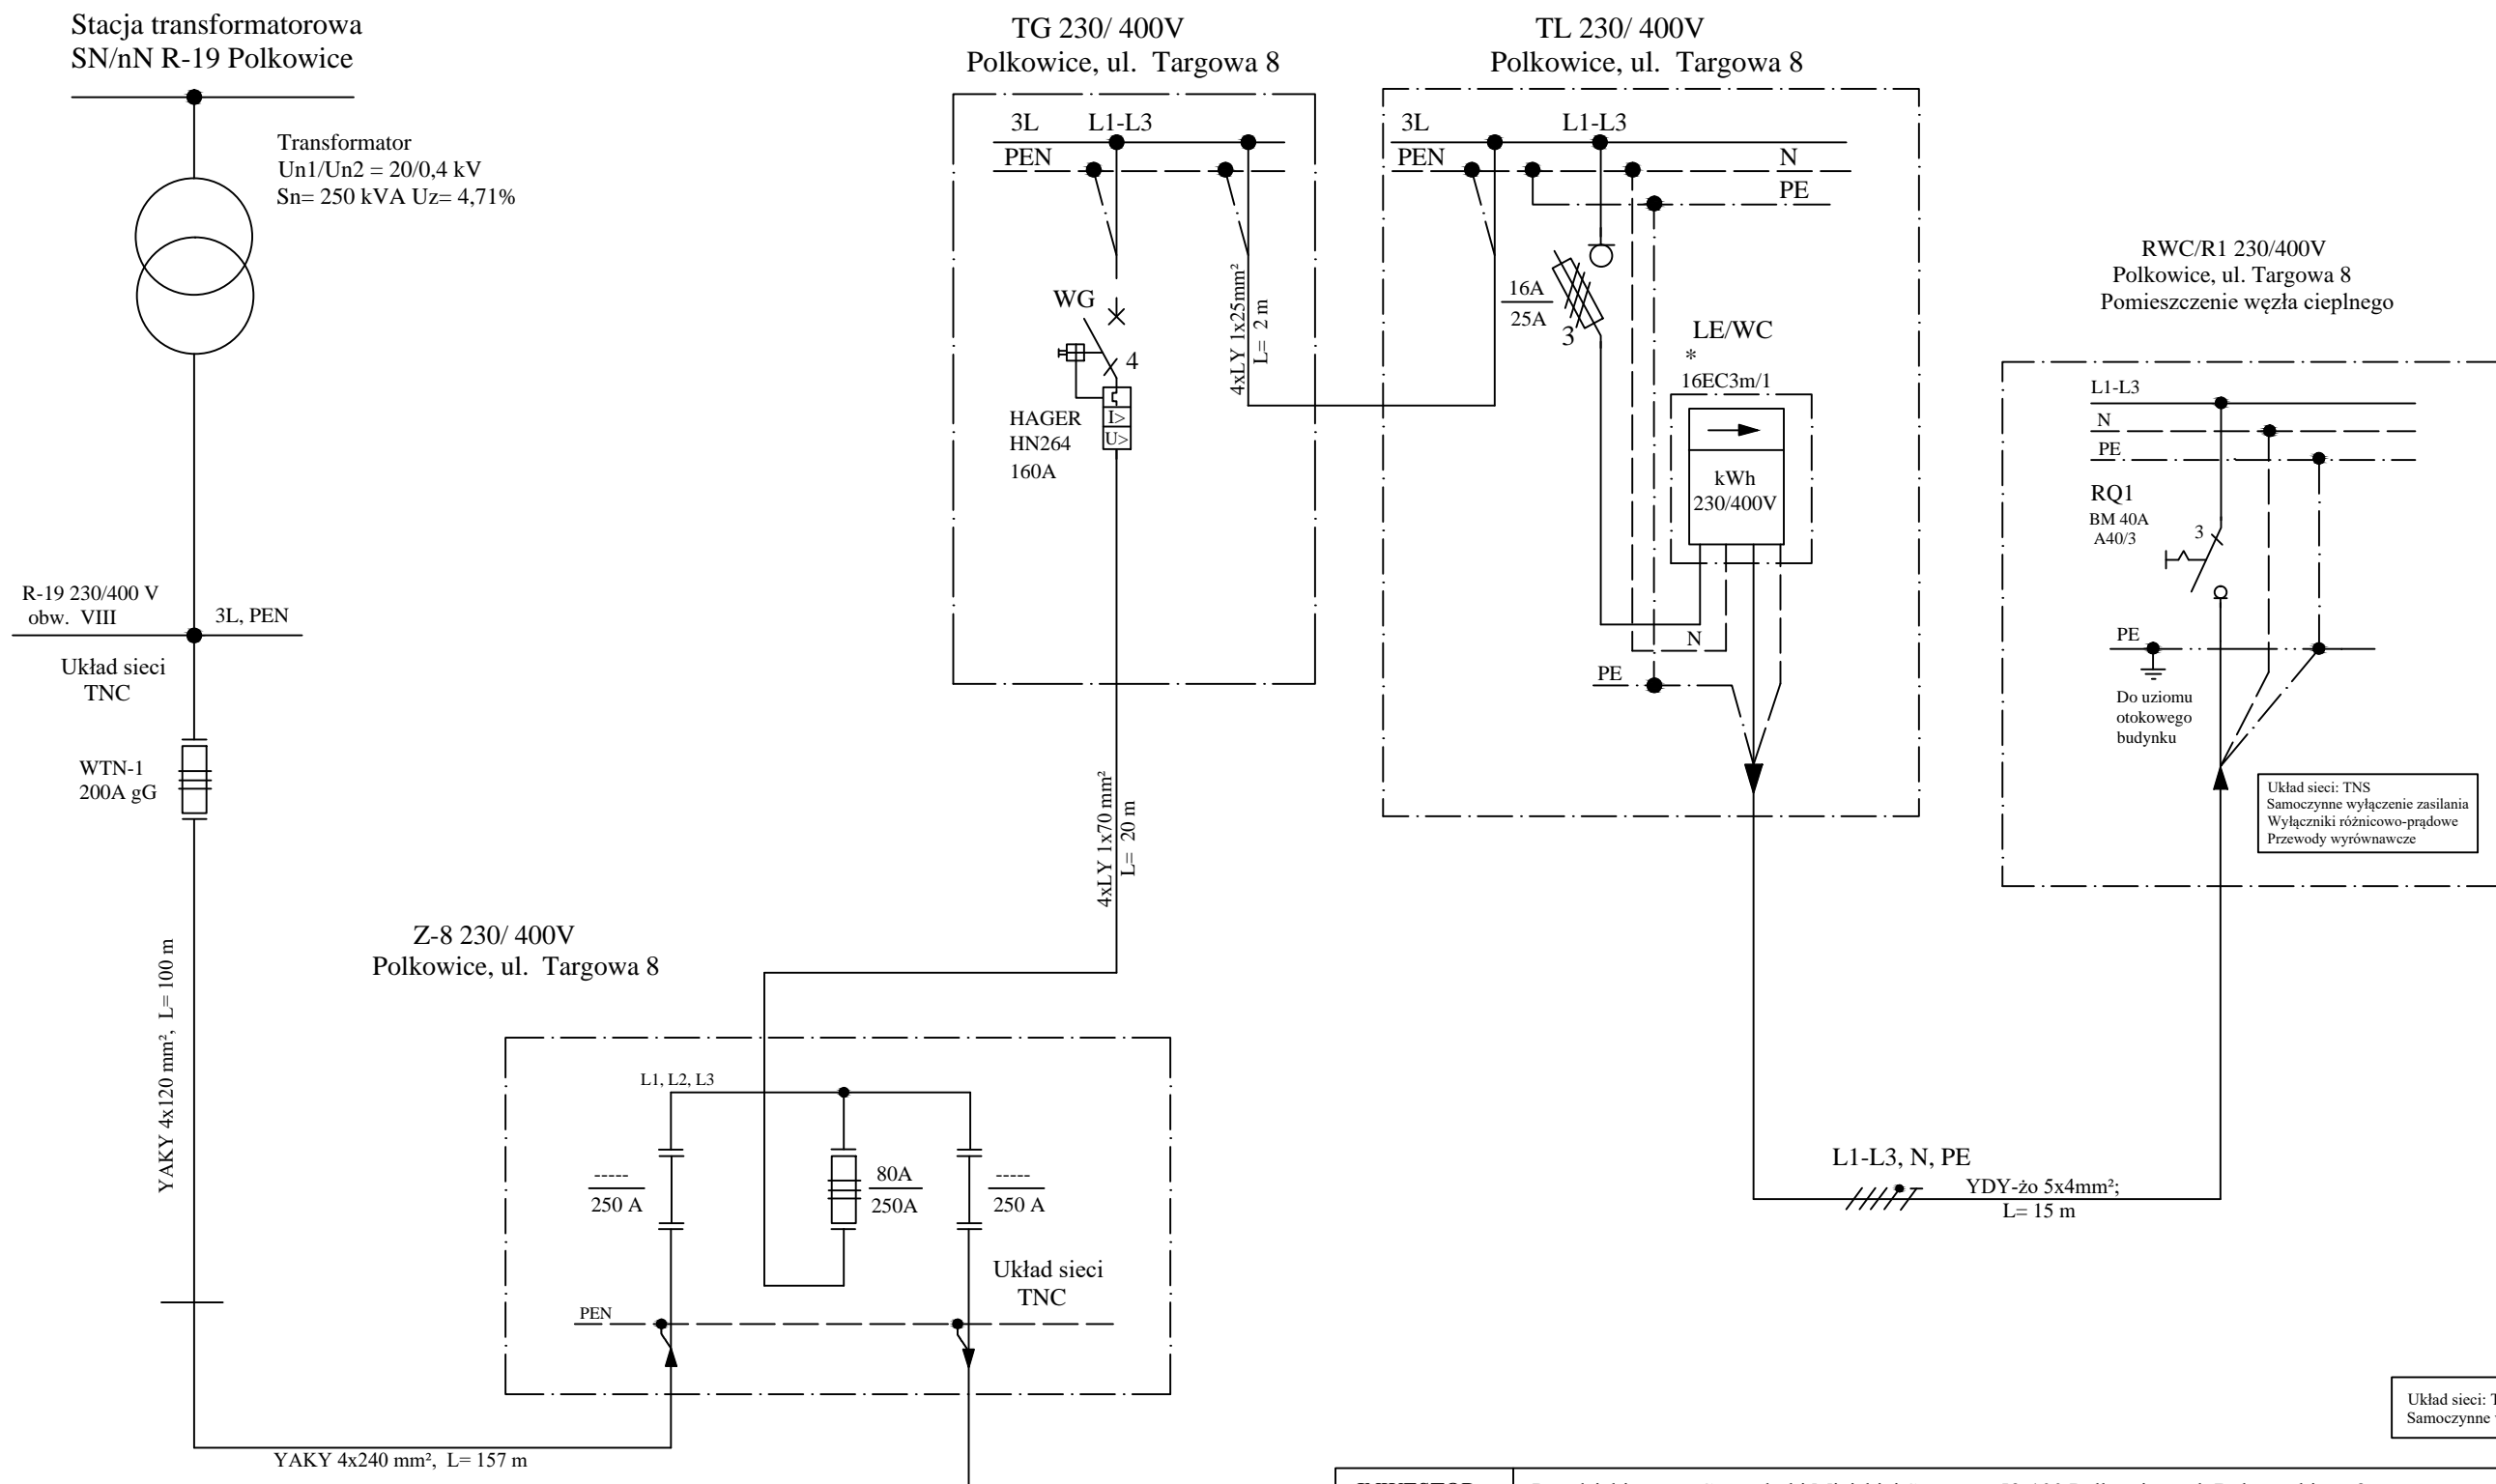 Stacja transformatorowa
SN/nN R-19 Polkowice
Transformator
Un1/Un2 = 20/0,4 kV
Sn= 250 kVA Uz= 4,71%
R-19 230/400 V
obw. VIII
3L, PEN
Układ sieci
TNC
WTN-1
200A gG
YAKY 4x120 mm², L= 100 m
YAKY 4x240 mm², L= 157 m
Z-8 230/ 400V
Polkowice, ul. Targowa 8
L1, L2, L3
-----
250 A
80A
250A
-----
250 A
Układ sieci
TNC
PEN
TG 230/ 400V
Polkowice, ul. Targowa 8
3L L1-L3
PEN
WG
4
I>
U>
HAGER
HN264
160A
4xLY 1x25mm²
L= 2 m
4xLY 1x70 mm²
L= 20 m
TL 230/ 400V
Polkowice, ul. Targowa 8
3L L1-L3
PEN N
PE
16A
25A
3
LE/WC
*
16EC3m/1
kWh
230/400V
N
PE
L1-L3, N, PE
YDY-żo 5x4mm²;
L= 15 m
RWC/R1 230/400V
Polkowice, ul. Targowa 8
Pomieszczenie węzła cieplnego
L1-L3
N
PE
RQ1
BM 40A
A40/3
3
PE
Do uziomu
otokowego
budynku
Układ sieci: TNS
Samoczynne wyłączenie zasilania
Wyłączniki różnicowo-prądowe
Przewody wyrównawcze
Układ sieci:
Samoczynne